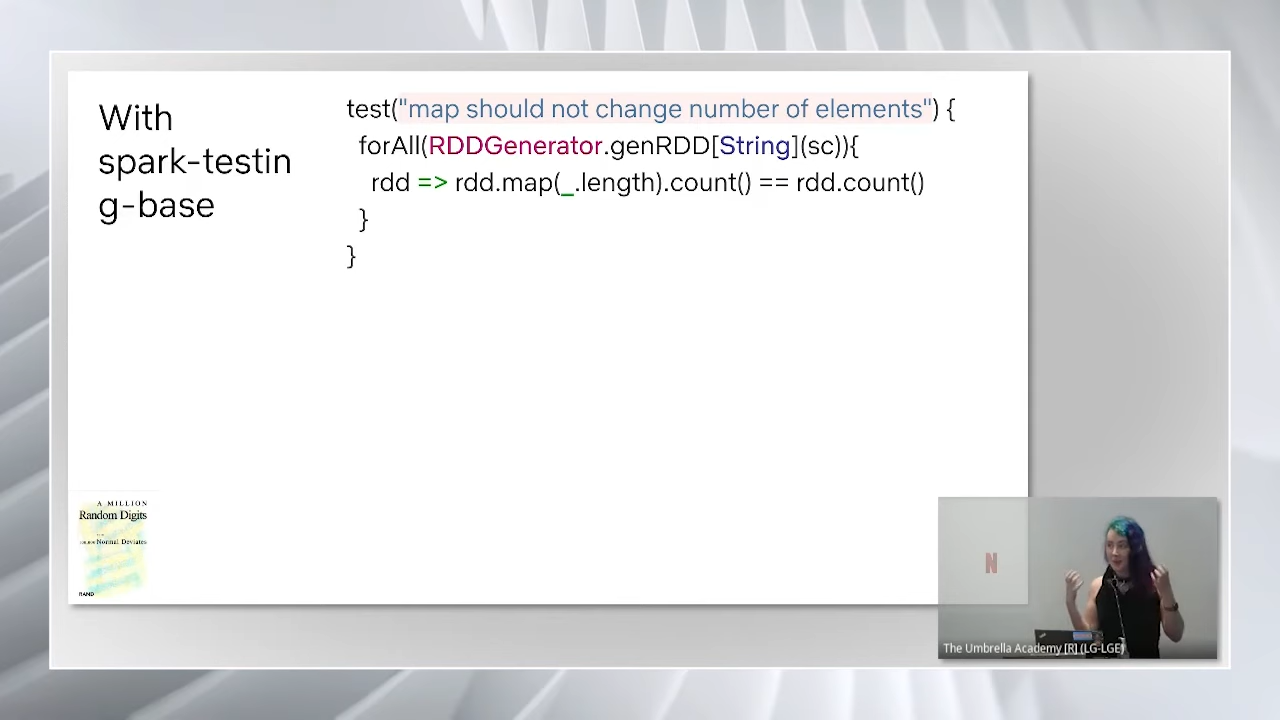 With
spark-testin
g-base
test("map should not change number of elements") {
forAll(RDDGenerator.genRDD[String](sc)){
rdd => rdd.map(_.length).count() == rdd.count()
}
}
A MILLION
Random Digits
Normal Deviates
RAND
N
The Umbrella Academy [R] (LG-LGE)